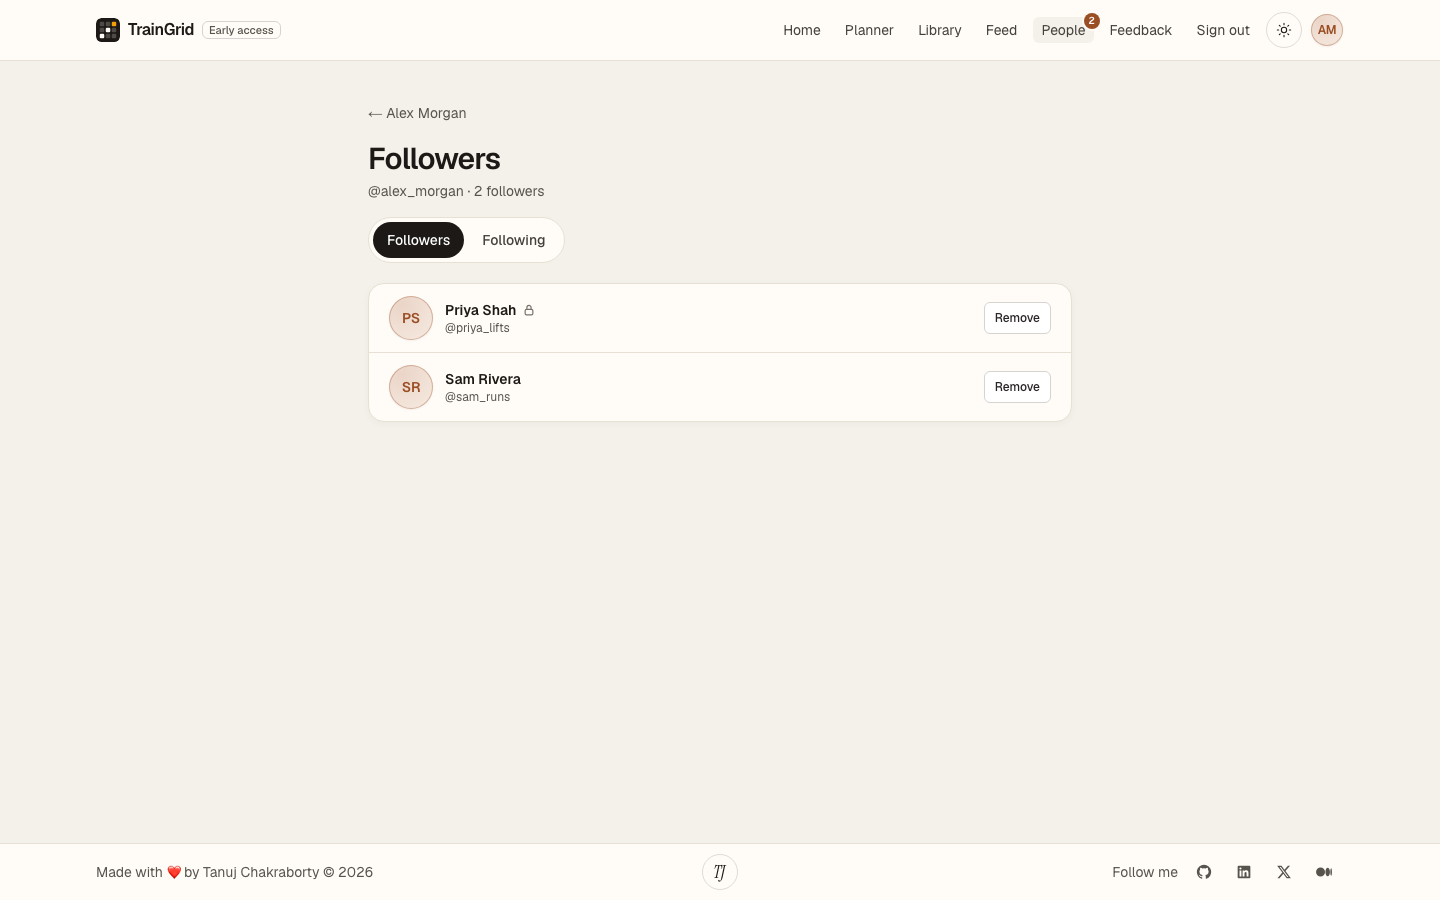 TrainGrid Early access Home Planner Library Feed People 2 Feedback Sign out AM
← Alex Morgan
Followers
@alex_morgan · 2 followers
Followers Following
PS Priya Shah Remove
@priya_lifts
SR Sam Rivera Remove
@sam_runs
Made with ❤️ by Tanuj Chakraborty © 2026 TJ Follow me